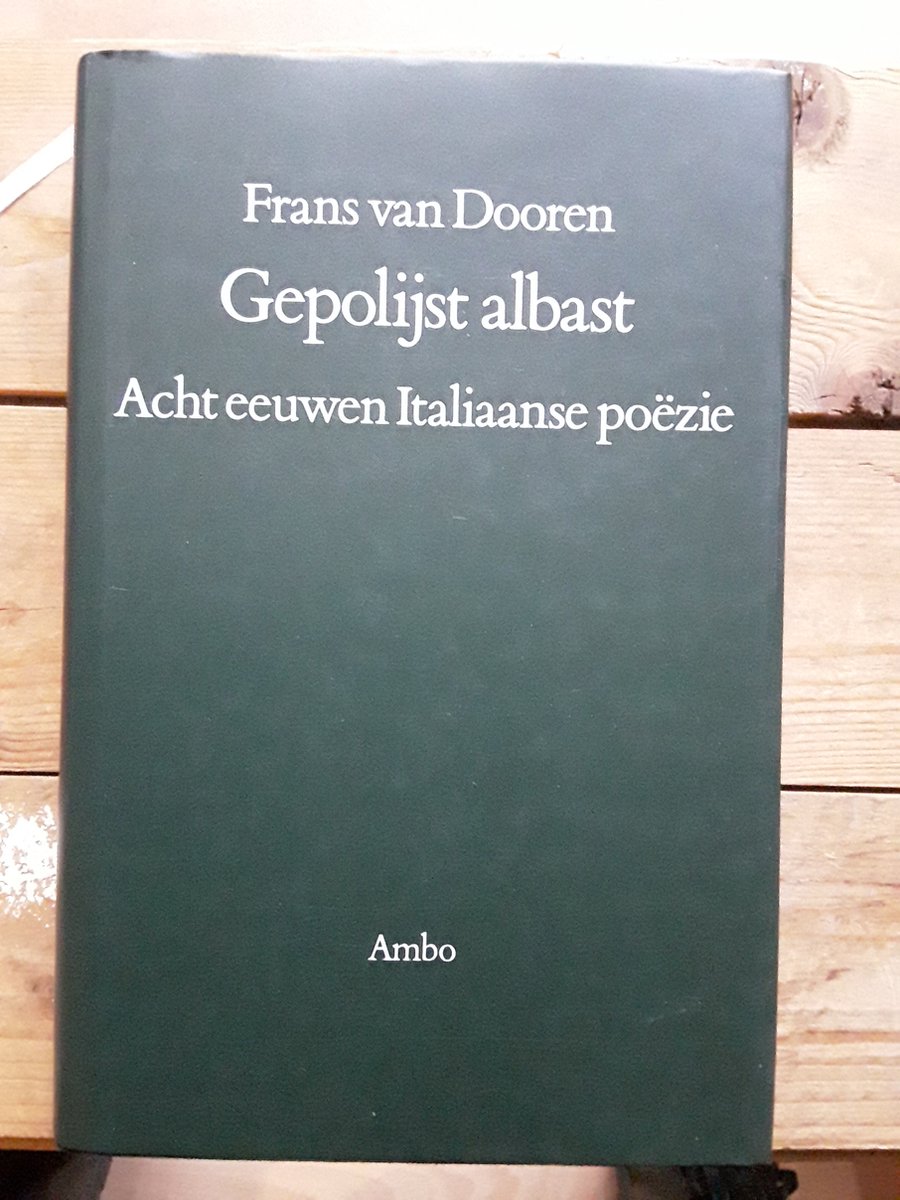 Frans van Dooren
Gepolijst albast
Acht eeuwen Italiaanse poëzie
Ambo